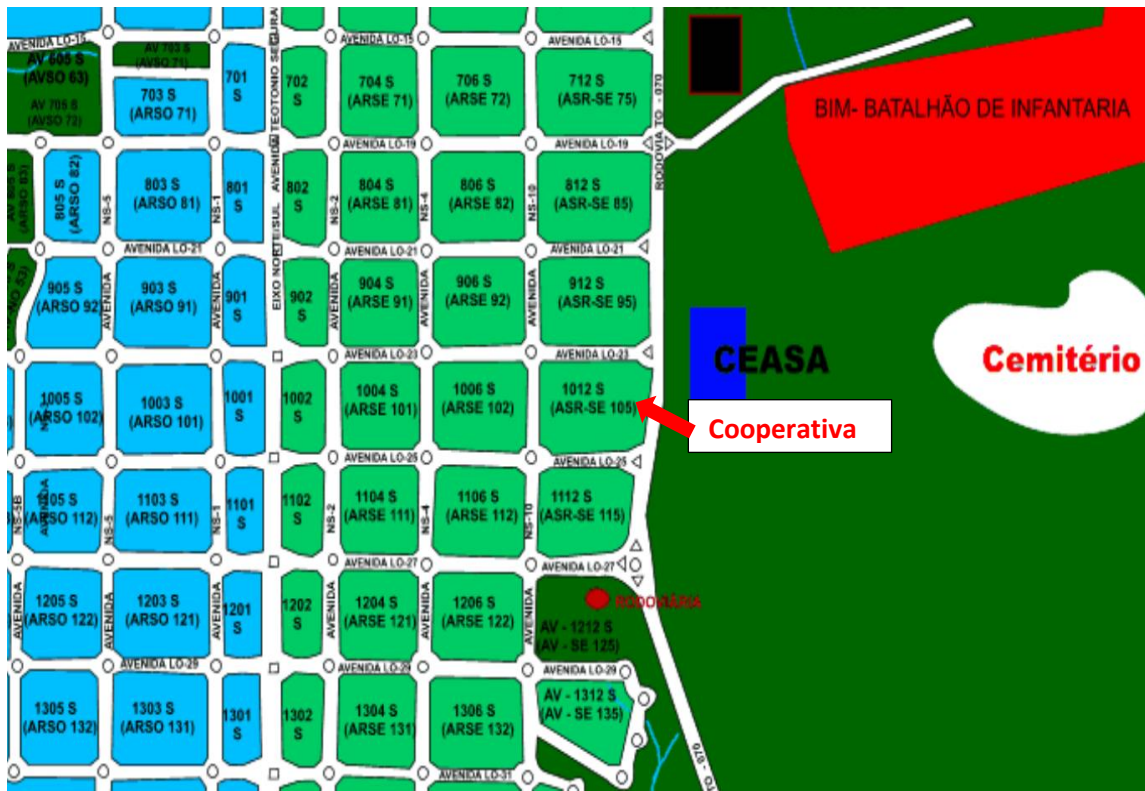 AVENIDA LO-15
AVENIDA LO-15
AVENIDA LO-15
AV 605 S
(AVSO 63)
AV 705 S
(AVSO 72)
AV 703 S
(AVSO 71)
703 S
(ARSO 71)
701
S
EIXO NORTE/SUL AVENIDA TEOTONIO SEGURA
702
S
704 S
(ARSE 71)
706 S
(ARSE 72)
712 S
(ASR-SE 75)
RODOVIA TO - 070
BIM- BATALHÃO DE INFANTARIA
AVENIDA LO-19
AVENIDA LO-19
805 S
(ARSO 82)
NS-5
803 S
(ARSO 81)
NS-1
801
S
802
S
NS-2
804 S
(ARSE 81)
NS-4
806 S
(ARSE 82)
NS-10
812 S
(ASR-SE 85)
AVENIDA LO-21
AVENIDA LO-21
AVENIDA LO-21
905 S
(ARSO 92)
AVENIDA
903 S
(ARSO 91)
AVENIDA
901
S
902
S
AVENIDA
904 S
(ARSE 91)
AVENIDA
906 S
(ARSE 92)
AVENIDA
912 S
(ASR-SE 95)
AVENIDA LO-23
AVENIDA LO-23
CEASA
Cemitério
1005 S
(ARSO 102)
1003 S
(ARSO 101)
1001
S
1002
S
1004 S
(ARSE 101)
1006 S
(ARSE 102)
1012 S
(ASR-SE 105)
Cooperativa
AVENIDA LO-25
AVENIDA LO-25
NS-5B
AVENIDA
1105 S
(ARSO 112)
NS-5
1103 S
(ARSO 111)
NS-1
1101
S
1102
S
NS-2
1104 S
(ARSE 111)
NS-4
1106 S
(ARSE 112)
NS-10
1112 S
(ASR-SE 115)
AVENIDA LO-27
AVENIDA LO-27
RODOVIÁRIA
AVENIDA
1205 S
(ARSO 122)
AVENIDA
1203 S
(ARSO 121)
AVENIDA
1201
S
1202
S
AVENIDA
1204 S
(ARSE 121)
AVENIDA
1206 S
(ARSE 122)
AVENIDA
AV - 1212 S
(AV - SE 125)
AVENIDA LO-29
AVENIDA LO-29
AVENIDA LO-29
1305 S
(ARSO 132)
1303 S
(ARSO 131)
1301
S
1302
S
1304 S
(ARSE 131)
1306 S
(ARSE 132)
AV - 1312 S
(AV - SE 135)
TO - 070
AVENIDA LO-31